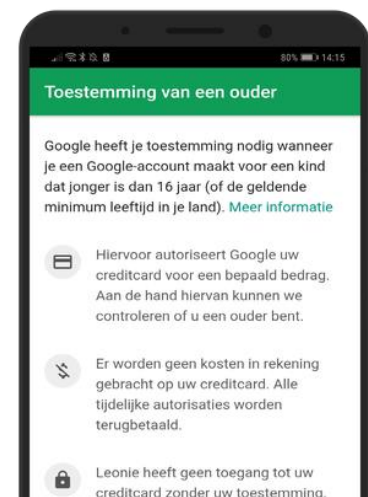 80% 14:15
Toestemming van een ouder
Google heeft je toestemming nodig wanneer
je een Google-account maakt voor een kind
dat jonger is dan 16 jaar (of de geldende
minimum leeftijd in je land). Meer informatie
Hiervoor autoriseert Google uw
creditcard voor een bepaald bedrag.
Aan de hand hiervan kunnen we
controleren of u een ouder bent.
Er worden geen kosten in rekening
gebracht op uw creditcard. Alle
tijdelijke autorisaties worden
terugbetaald.
Leonie heeft geen toegang tot uw
creditcard zonder uw toestemming.